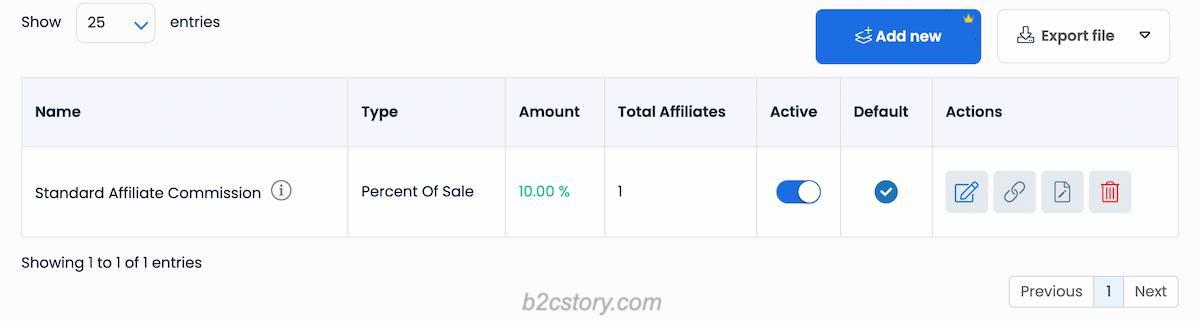 Show 25 entries
Add new
Export file
Name Type Amount Total Affiliates Active Default Actions
Standard Affiliate Commission Percent Of Sale 10.00 % 1
Showing 1 to 1 of 1 entries
Previous 1 Next
b2cstory.com